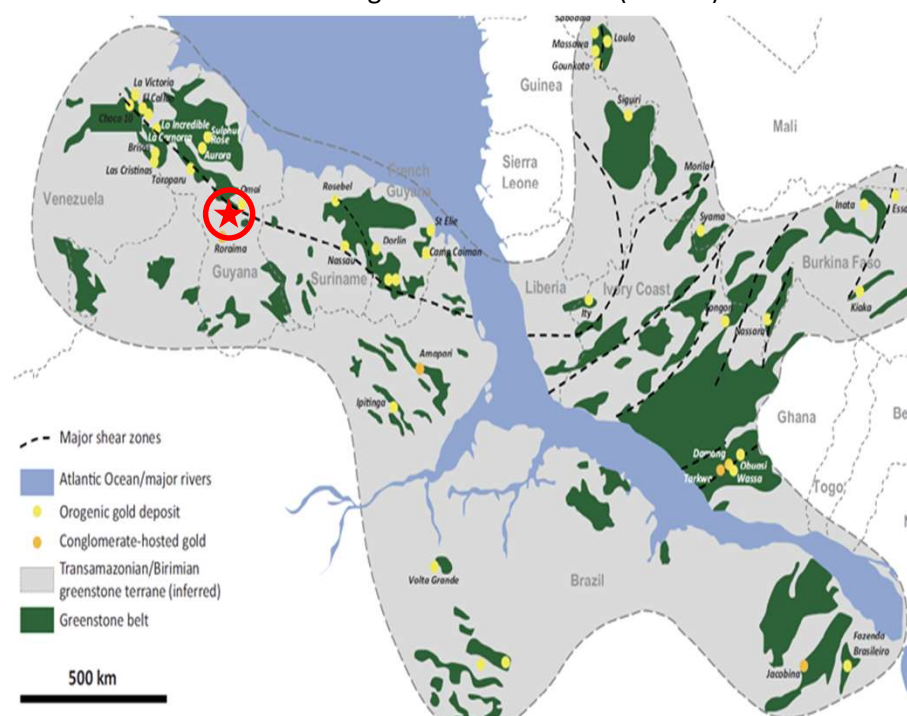 Massawa
Loulo
Gounkoto
Guinea
La Victoria
El Callao
Siguiri
Mali
Choco 10
Lo Incredible
Sulphur
Rose
La Camorra
Aurora
Brisas
Sierra
Leone
French
Guyana
Morila
Las Cristinas
Toroparu
Venezuela
Omai
Rosebel
Inata
Essa
St Elie
Syama
Roraima
Dorlin
Camp Caiman
Nassau
Guyana
Suriname
Liberia
Ivory Coast
Burkina Faso
Ity
Tongon
Kiaka
Nassara
Amapari
Ipitinga
Ghana
Be
Major shear zones
Damang
Obuasi
Tarkwa
Wassa
Atlantic Ocean/major rivers
Togo
Orogenic gold deposit
Conglomerate-hosted gold
Transamazonian/Birimian
greenstone terrane (inferred)
Volta Grande
Brazil
Greenstone belt
Fazenda
Brasileiro
Jacobina
500 km